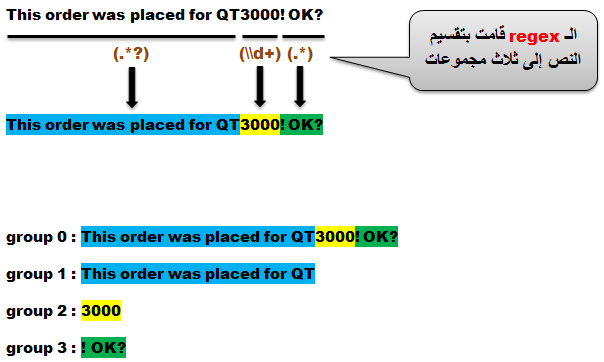 This order was placed for QT3000! OK?
الـ regex قامت بتقسيم
النص إلى ثلاث مجموعات
(.*?) (\\d+) (.*)
This order was placed for QT3000! OK?
group 0 : This order was placed for QT3000! OK?
group 1 : This order was placed for QT
group 2 : 3000
group 3 : ! OK?